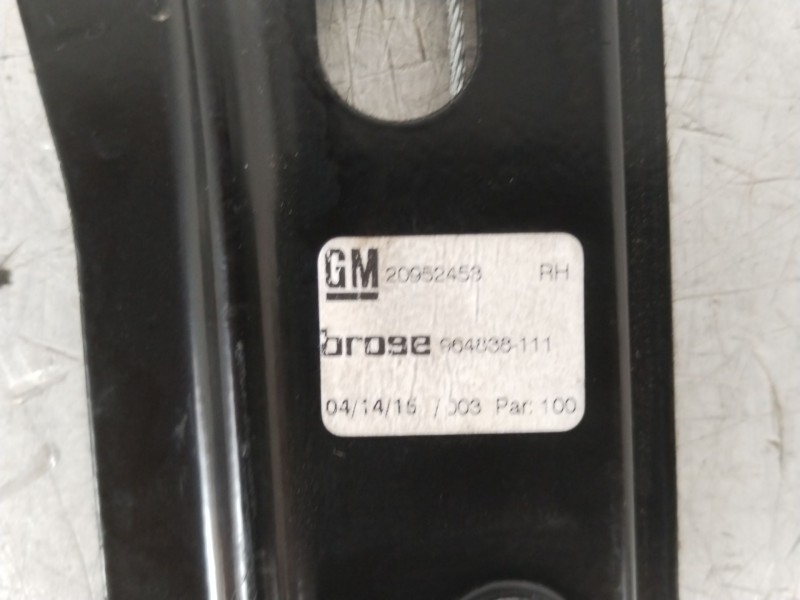 GM 20952453 RH
brose 964838-111
04/14/15 /003 Par: 100